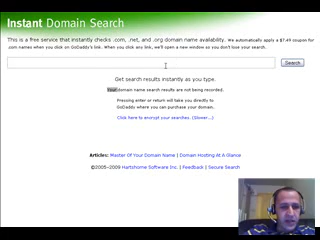 Instant Domain Search
This is a free service that instantly checks .com, .net, and .org domain name availability. We automatically apply a $7.49 coupon for
.com names when you click on GoDaddy's link. When you click any link, we'll open a new window so you don't lose your search.
Search
Get search results instantly as you type.
Your domain name search results are not being recorded.
Pressing enter or return will take you directly to
GoDaddy where you can purchase your domain.
Click here to encrypt your searches. (Slower...)
Articles: Master Of Your Domain Name | Domain Hosting At A Glance
©2005-2009 Hartshorne Software Inc. | Feedback | Secure Search